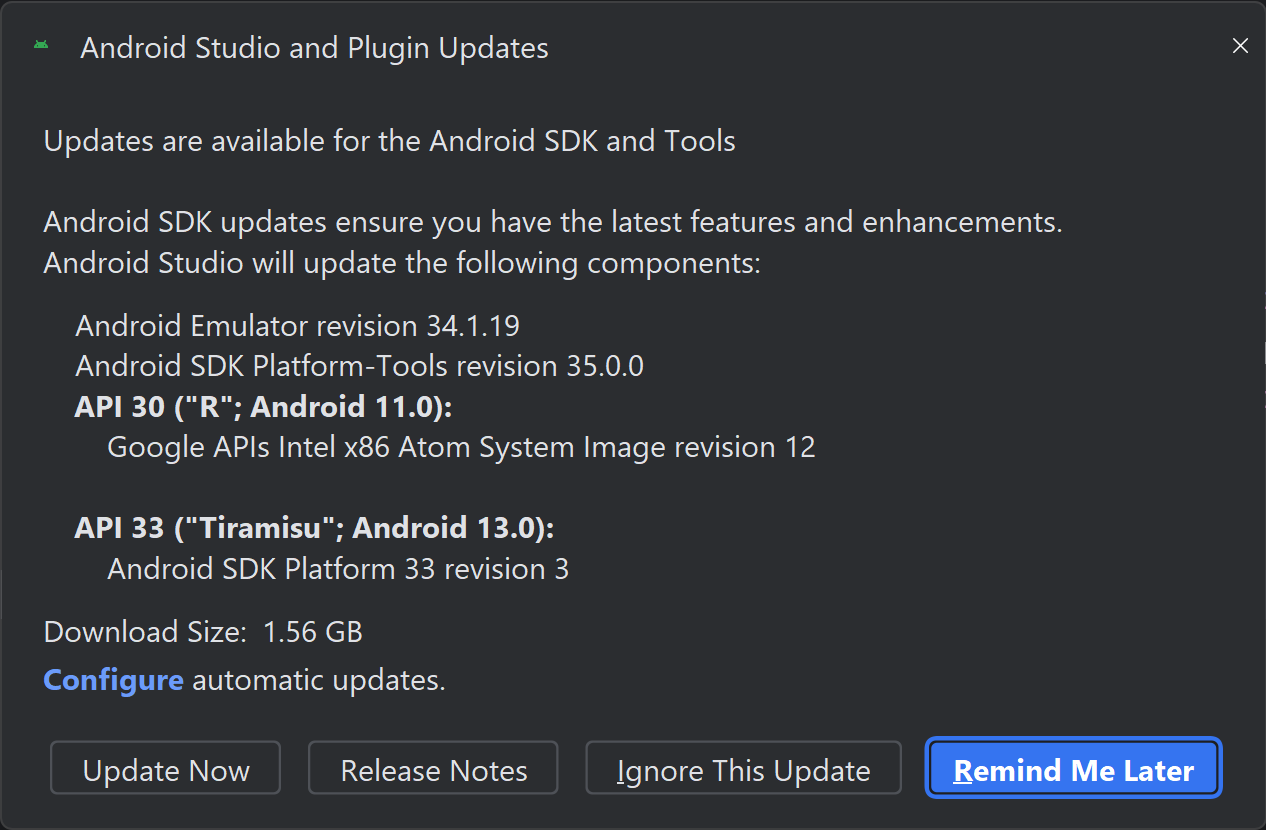 Android Studio and Plugin Updates
Updates are available for the Android SDK and Tools
Android SDK updates ensure you have the latest features and enhancements.
Android Studio will update the following components:
Android Emulator revision 34.1.19
Android SDK Platform-Tools revision 35.0.0
API 30 ("R"; Android 11.0):
Google APIs Intel x86 Atom System Image revision 12
API 33 ("Tiramisu"; Android 13.0):
Android SDK Platform 33 revision 3
Download Size: 1.56 GB
Configure automatic updates.
Update Now Release Notes Ignore This Update Remind Me Later